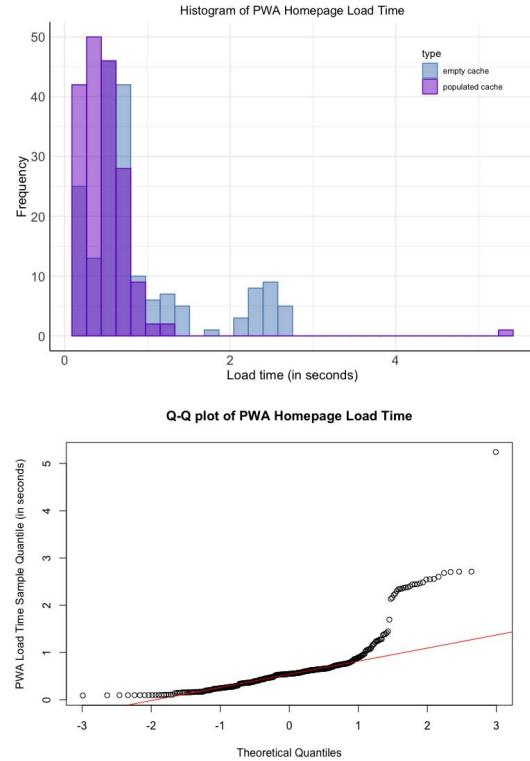 Histogram of PWA Homepage Load Time
type
empty cache
populated cache
50
40
30
20
10
0
Frequency
0 2 4
Load time (in seconds)
Q-Q plot of PWA Homepage Load Time
5
4
3
2
1
0
PWA Load Time Sample Quantile (in seconds)
-3 -2 -1 0 1 2 3
Theoretical Quantiles